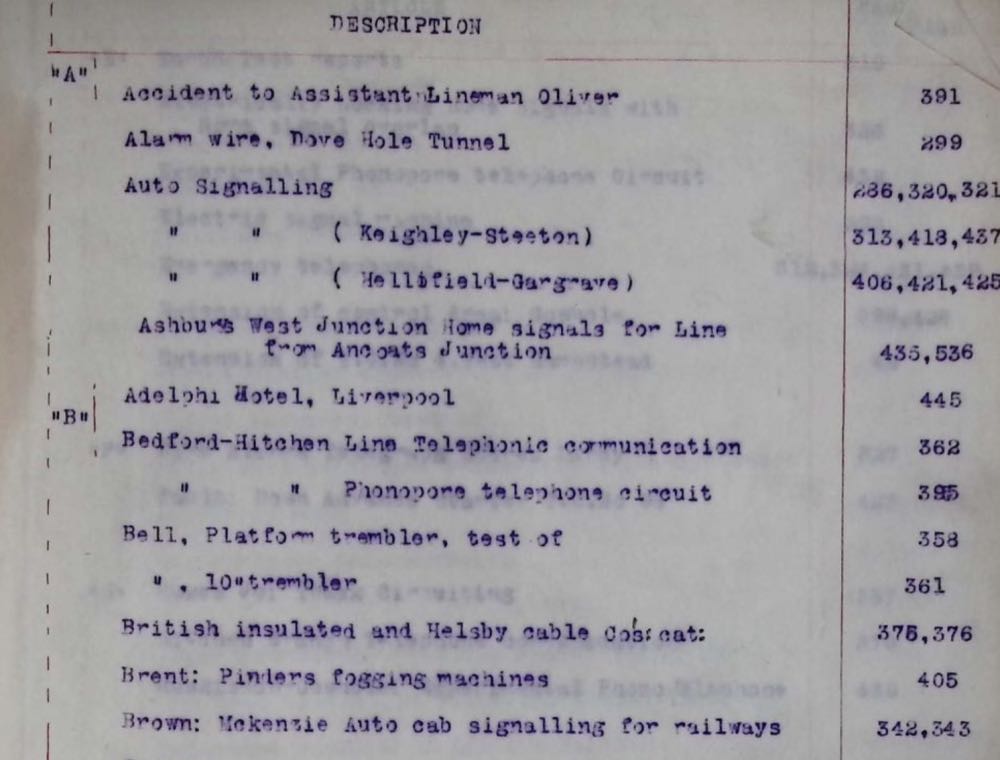 DESCRIPTION
"A"
Accident to Assistant Lineman Oliver 391
Alarm wire, Dove Hole Tunnel 299
Auto Signalling 286,320,321
" " ( Keighley-Steeton) 313,418,437
" " ( Hellifield-Gargrave) 406,421,425
Ashburys West Junction Home signals for Line
from Ancoats Junction 435,536
Adelphi Hotel, Liverpool 445
"B"
Bedford-Hitchen Line Telephonic communication 362
" " Phonopore telephone circuit 395
Bell, Platform trembler, test of 358
" , 10" trembler 361
British insulated and Helsby cable Cos: cat: 375,376
Brent: Pinders fogging machines 405
Brown: Mckenzie Auto cab signalling for railways 342,343